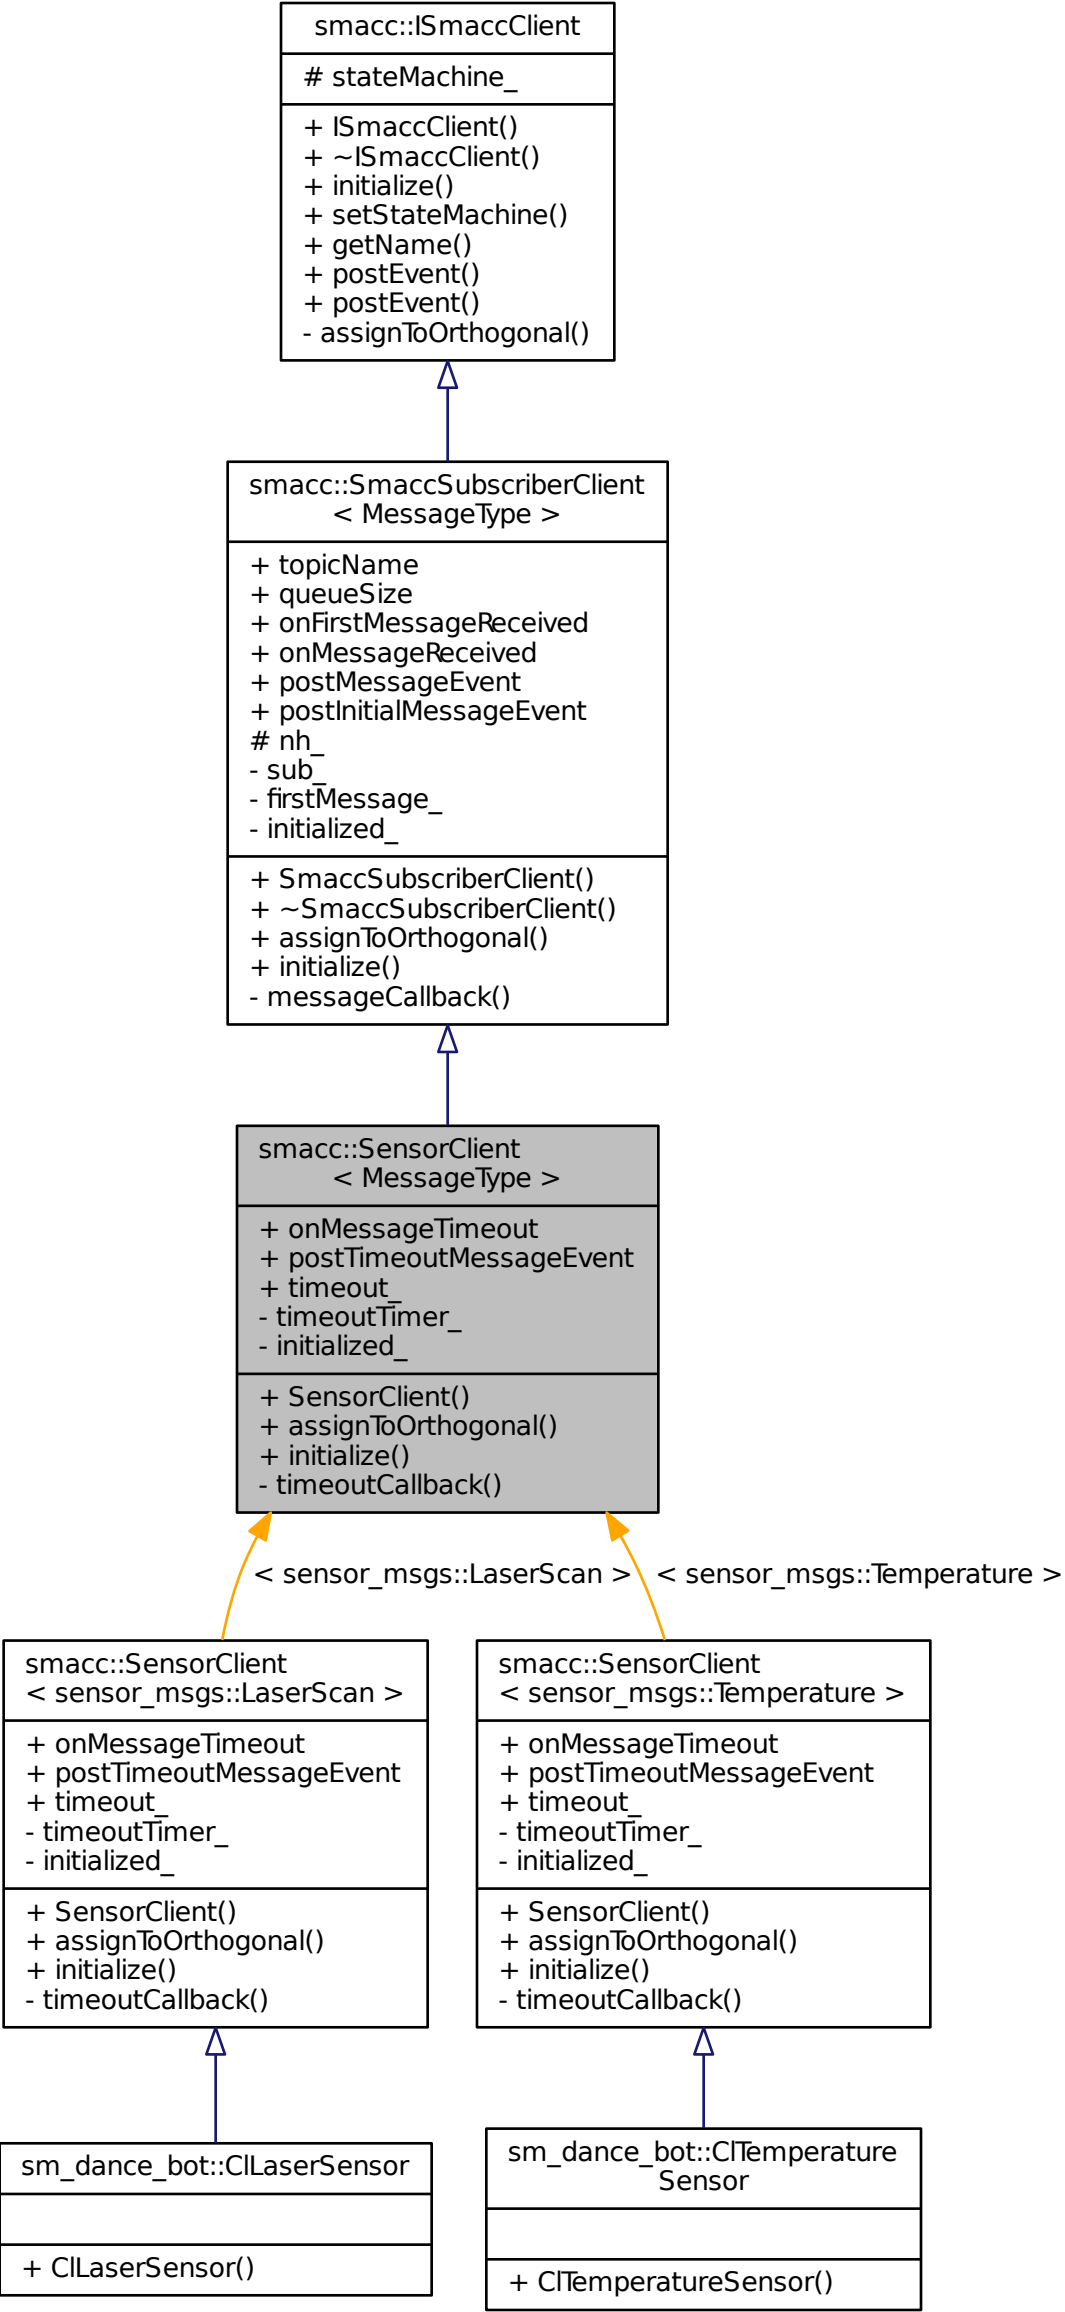 smacc::ISmaccClient
# stateMachine_
+ ISmaccClient()
+ ~ISmaccClient()
+ initialize()
+ setStateMachine()
+ getName()
+ postEvent()
+ postEvent()
- assignToOrthogonal()
smacc::SmaccSubscriberClient
< MessageType >
+ topicName
+ queueSize
+ onFirstMessageReceived
+ onMessageReceived
+ postMessageEvent
+ postInitialMessageEvent
# nh_
- sub_
- firstMessage_
- initialized_
+ SmaccSubscriberClient()
+ ~SmaccSubscriberClient()
+ assignToOrthogonal()
+ initialize()
- messageCallback()
smacc::SensorClient
< MessageType >
+ onMessageTimeout
+ postTimeoutMessageEvent
+ timeout_
- timeoutTimer_
- initialized_
+ SensorClient()
+ assignToOrthogonal()
+ initialize()
- timeoutCallback()
< sensor_msgs::LaserScan >
< sensor_msgs::Temperature >
smacc::SensorClient
< sensor_msgs::LaserScan >
+ onMessageTimeout
+ postTimeoutMessageEvent
+ timeout_
- timeoutTimer_
- initialized_
+ SensorClient()
+ assignToOrthogonal()
+ initialize()
- timeoutCallback()
smacc::SensorClient
< sensor_msgs::Temperature >
+ onMessageTimeout
+ postTimeoutMessageEvent
+ timeout_
- timeoutTimer_
- initialized_
+ SensorClient()
+ assignToOrthogonal()
+ initialize()
- timeoutCallback()
sm_dance_bot::ClLaserSensor
+ ClLaserSensor()
sm_dance_bot::ClTemperature
Sensor
+ ClTemperatureSensor()